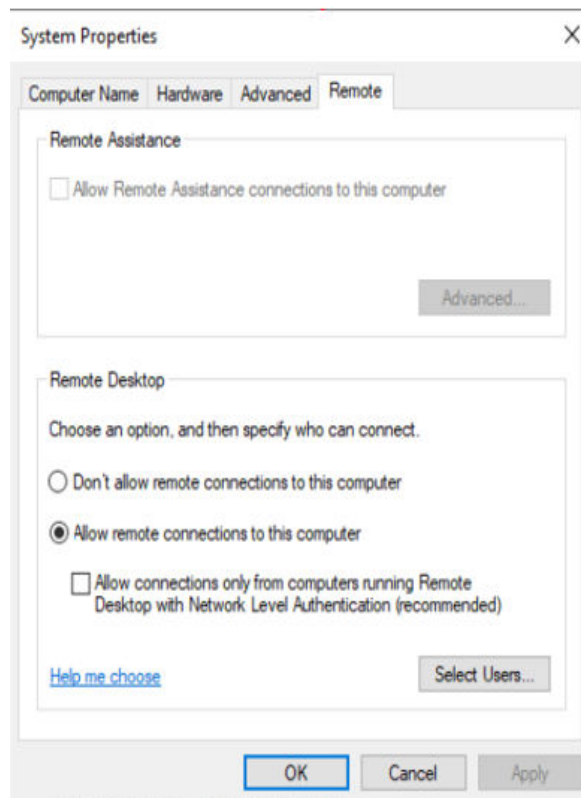 System Properties
Computer Name Hardware Advanced Remote
Remote Assistance
Allow Remote Assistance connections to this computer
Advanced...
Remote Desktop
Choose an option, and then specify who can connect.
Don't allow remote connections to this computer
Allow remote connections to this computer
Allow connections only from computers running Remote
Desktop with Network Level Authentication (recommended)
Help me choose
Select Users...
OK Cancel Apply